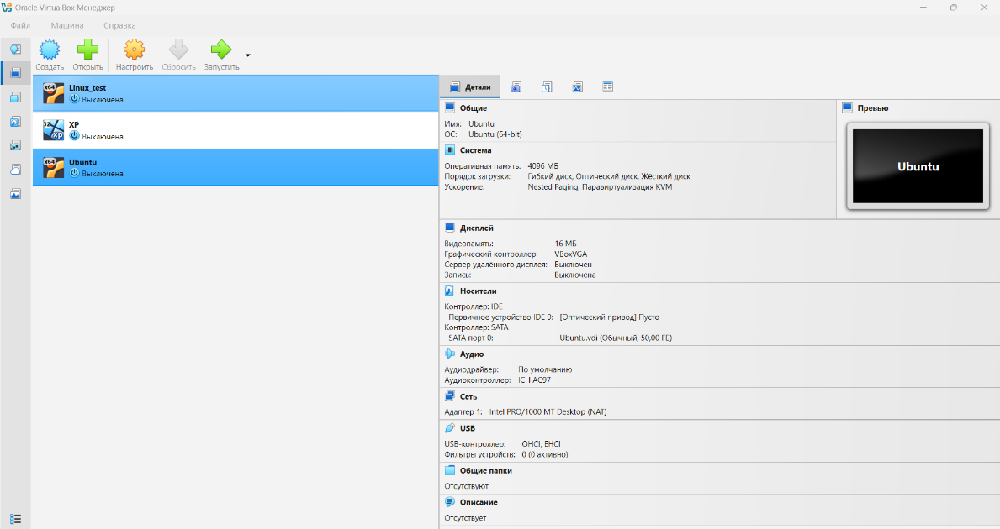 Oracle VirtualBox Менеджер
Файл Машина Справка
Создать Открыть Настроить Сбросить Запустить
x64 Linux_test
Выключена
32 XP XP
Выключена
x64 Ubuntu
Выключена
Детали
Общие
Имя: Ubuntu
ОС: Ubuntu (64-bit)
Превью
Ubuntu
Система
Оперативная память: 4096 МБ
Порядок загрузки: Гибкий диск, Оптический диск, Жёсткий диск
Ускорение: Nested Paging, Паравиртуализация KVM
Дисплей
Видеопамять: 16 МБ
Графический контроллер: VBoxVGA
Сервер удалённого дисплея: Выключен
Запись: Выключена
Носители
Контроллер: IDE
Первичное устройство IDE 0: [Оптический привод] Пусто
Контроллер: SATA
SATA порт 0: Ubuntu.vdi (Обычный, 50,00 ГБ)
Аудио
Аудиодрайвер: По умолчанию
Аудиоконтроллер: ICH AC97
Сеть
Адаптер 1: Intel PRO/1000 MT Desktop (NAT)
USB
USB-контроллер: OHCI, EHCI
Фильтры устройств: 0 (0 активно)
Общие папки
Отсутствуют
Описание
Отсутствует